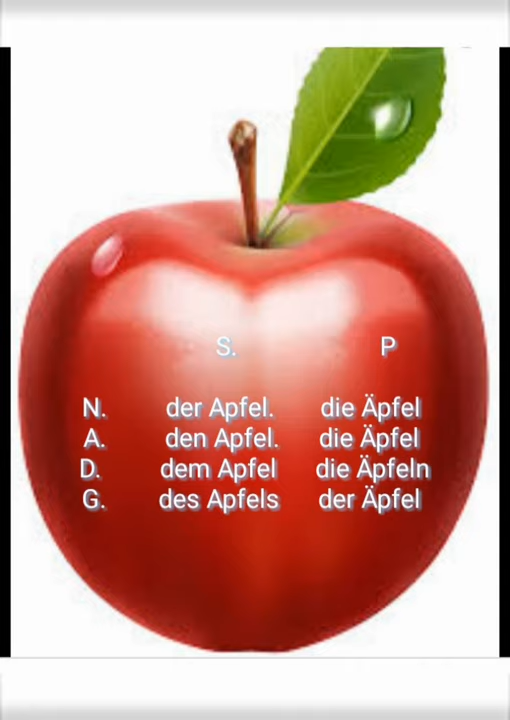 S. P
N. der Apfel. die Äpfel
A. den Apfel. die Äpfel
D. dem Apfel die Äpfeln
G. des Apfels der Äpfel